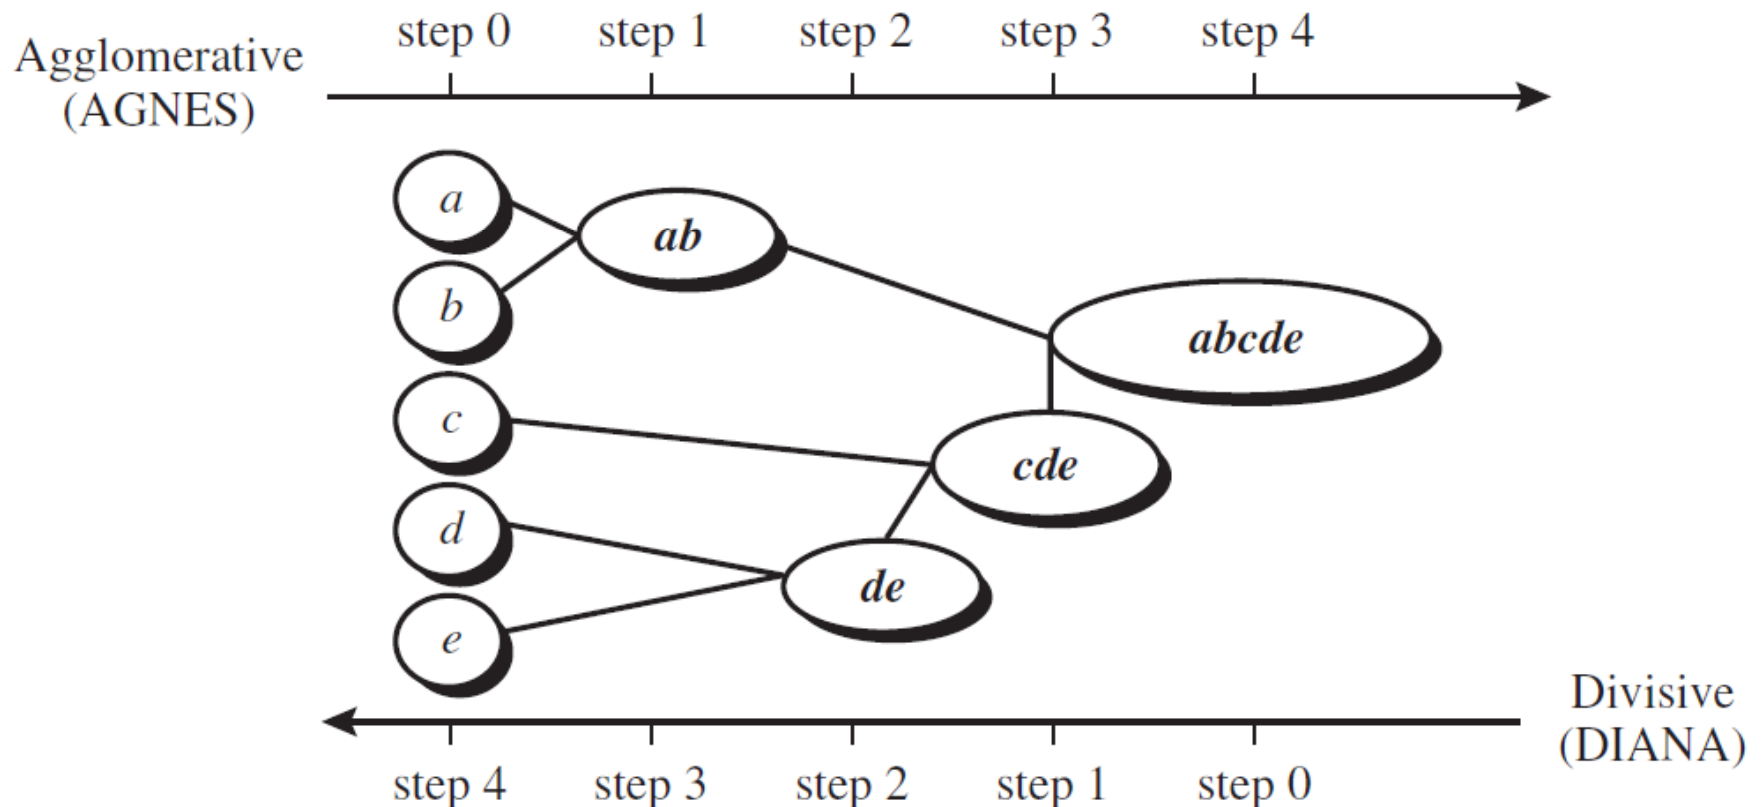 step 0 step 1 step 2 step 3 step 4
Agglomerative
(AGNES)
a
ab
b
abcde
c
cde
d
de
e
Divisive
(DIANA)
step 4 step 3 step 2 step 1 step 0